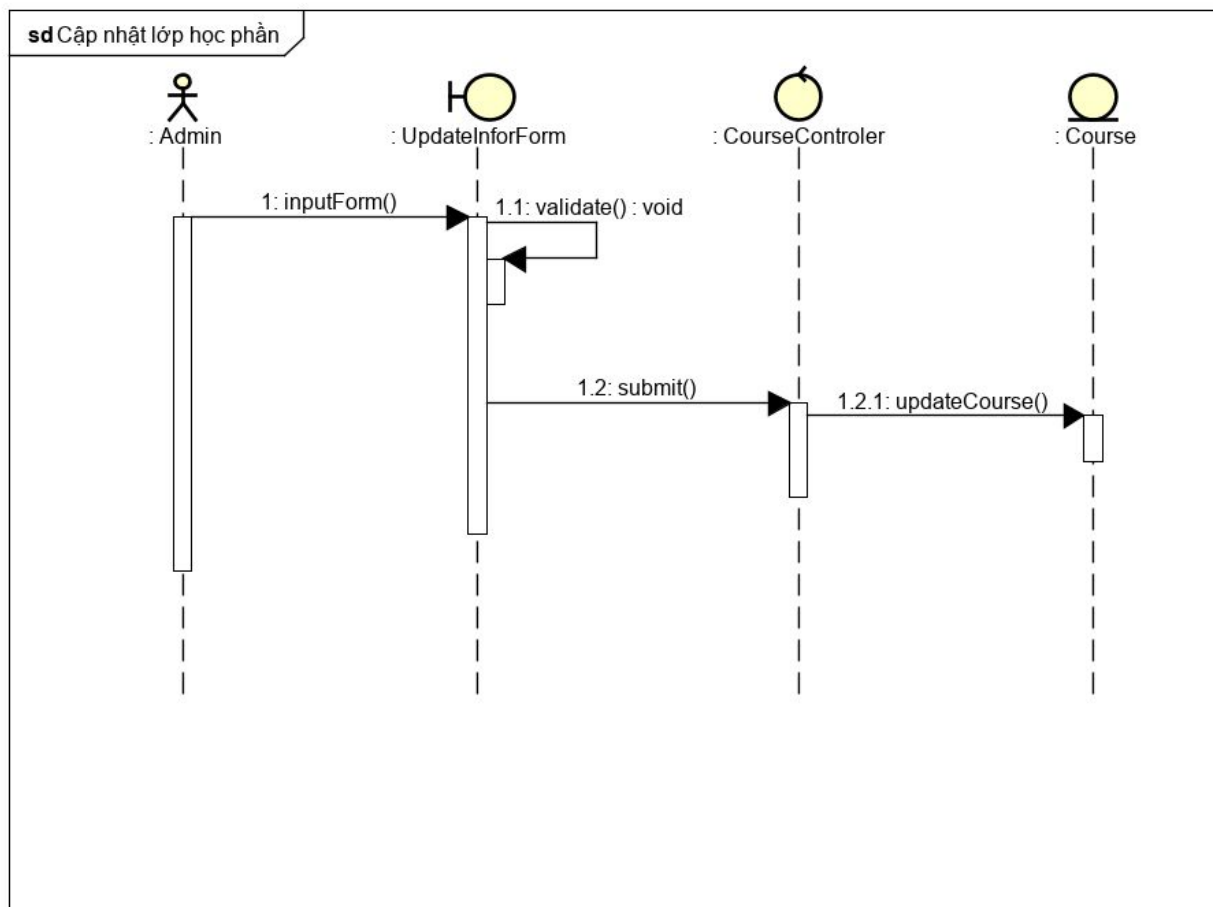 sd Cập nhật lớp học phần
: Admin
: UpdateInforForm
: CourseControler
: Course
1: inputForm()
1.1: validate() : void
1.2: submit()
1.2.1: updateCourse()